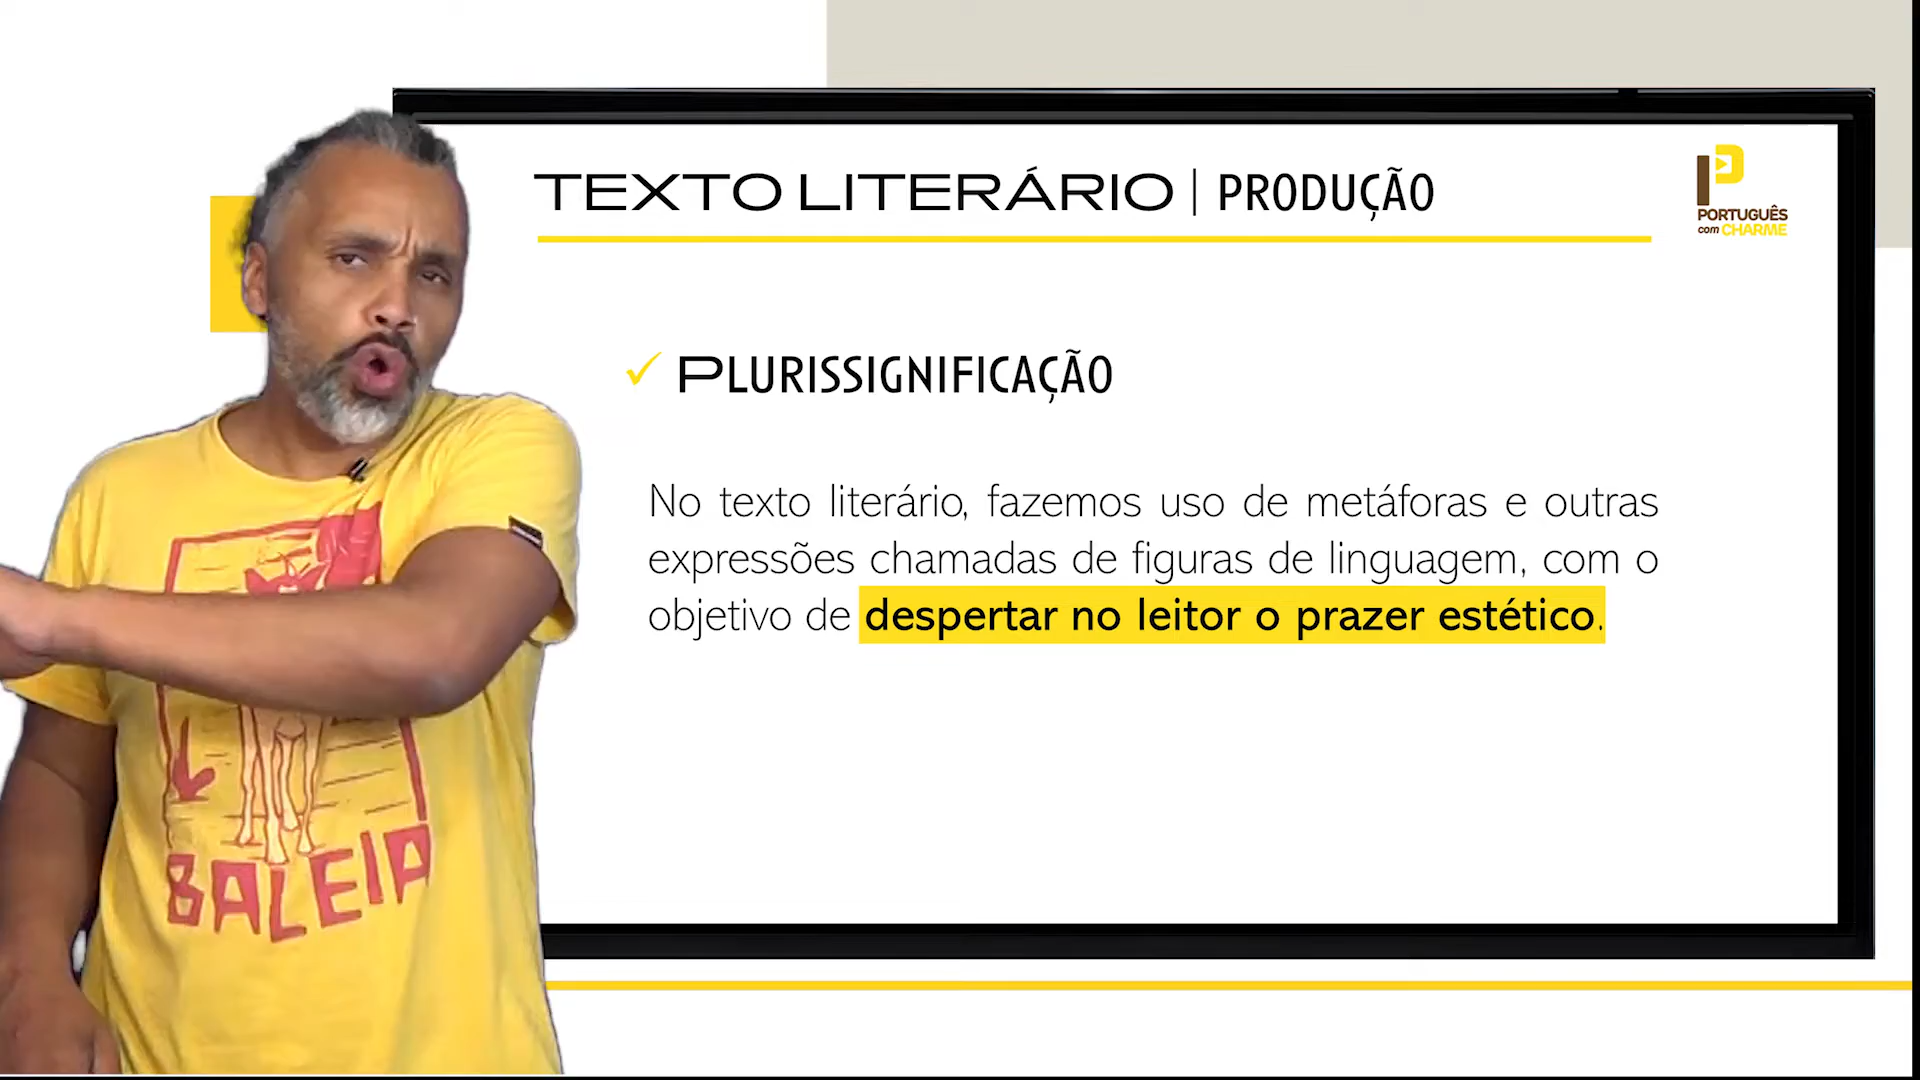 TEXTO LITERÁRIO | PRODUÇÃO
PORTUGUÊS
com CHARME
✓ PLURISSIGNIFICAÇÃO
No texto literário, fazemos uso de metáforas e outras
expressões chamadas de figuras de linguagem, com o
objetivo de despertar no leitor o prazer estético.
BALEIA